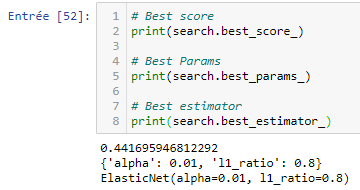 Entrée [52]:
1 # Best score
2 print(search.best_score_)
3
4 # Best Params
5 print(search.best_params_)
6
7 # Best estimator
8 print(search.best_estimator_)
0.441695946812292
{'alpha': 0.01, 'l1_ratio': 0.8}
ElasticNet(alpha=0.01, l1_ratio=0.8)